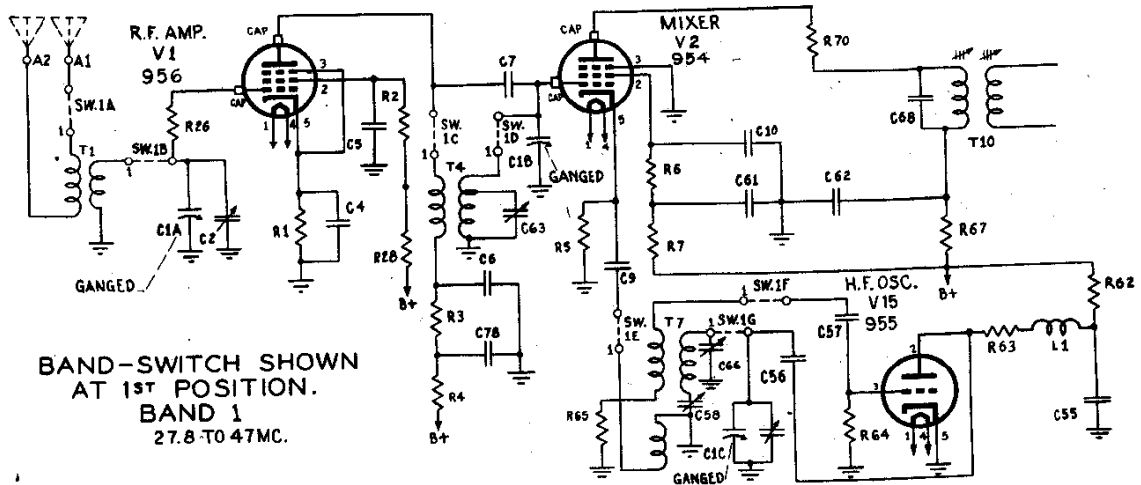 A2
A1
R.F. AMP.
V1
956
CAP
CAP
3
2
1
4
5
SW.1A
1
R26
T1
SW.1B
1
C1A
C2
GANGED
R1
C4
C5
R2
R28
B+
SW.
1C
1
T4
C63
C6
R3
C78
R4
B+
C7
SW.
1D
1
C1B
GANGED
MIXER
V2
954
CAP
CAP
3
2
1
4
5
R5
C9
R6
R7
C10
C61
C62
R70
C68
T10
R67
B+
R62
SW.
1E
1
T7
R65
SW.1F
1
SW.1G
1
C66
C58
C1C
GANGED
C56
C57
H.F. OSC.
V15
955
2
3
1
4
5
R64
R63
L1
C55
BAND-SWITCH SHOWN
AT 1ST POSITION.
BAND 1
27.8 TO 47MC.